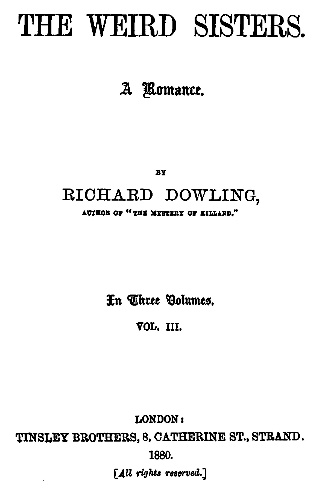 THE WEIRD SISTERS.
A Romance.
BY
RICHARD DOWLING,
AUTHOR OF "THE MYSTERY OF KILLARD."
In Three Volumes.
VOL. III.
LONDON:
TINSLEY BROTHERS, 8, CATHERINE ST., STRAND.
1880.
[All rights reserved.]